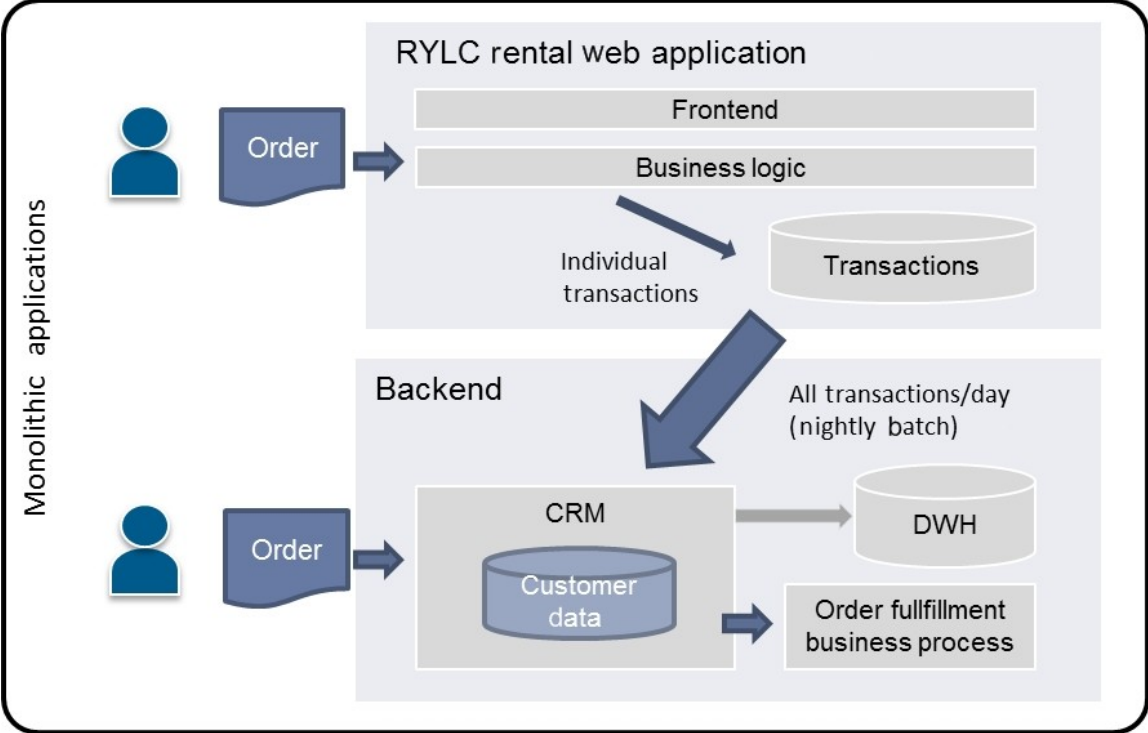 Monolithic applications
RYLC rental web application
Frontend
Order
Business logic
Individual
transactions
Transactions
Backend
All transactions/day
(nightly batch)
CRM
DWH
Order
Customer
data
Order fullfillment
business process